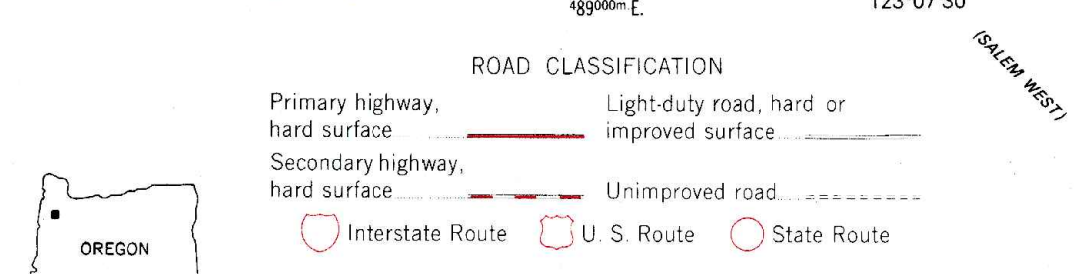 489000m.E.
123°07'30"
(SALEM WEST)
ROAD CLASSIFICATION
Primary highway,
hard surface
Light-duty road, hard or
improved surface
Secondary highway,
hard surface
Unimproved road
Interstate Route
U. S. Route
State Route
OREGON